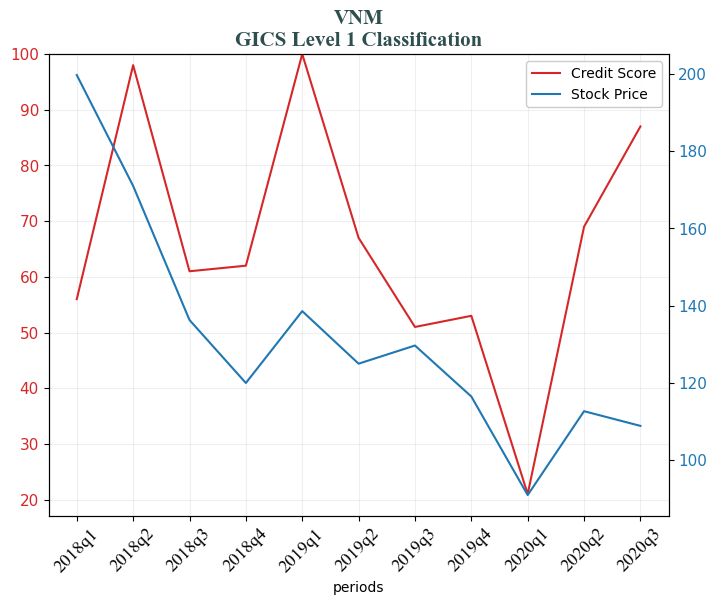 VNM
GICS Level 1 Classification
Credit Score
Stock Price
100
90
80
70
60
50
40
30
20
200
180
160
140
120
100
2018q1
2018q2
2018q3
2018q4
2019q1
2019q2
2019q3
2019q4
2020q1
2020q2
2020q3
periods